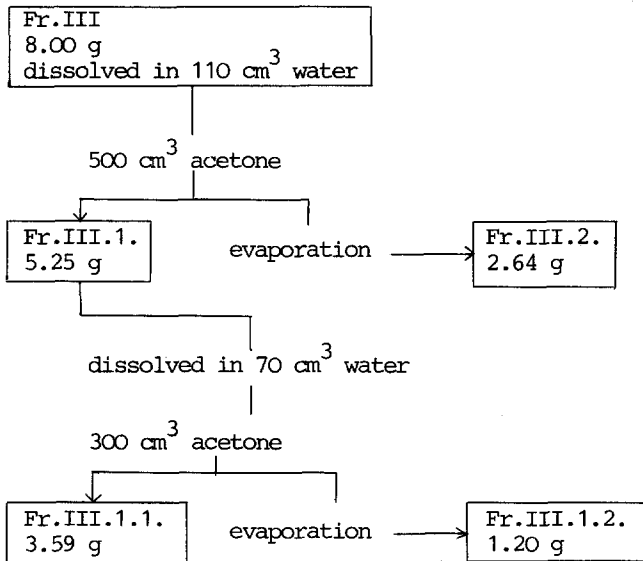 Fr.III
8.00 g
dissolved in 110 cm³ water
500 cm³ acetone
Fr.III.1.
5.25 g
evaporation
Fr.III.2.
2.64 g
dissolved in 70 cm³ water
300 cm³ acetone
Fr.III.1.1.
3.59 g
evaporation
Fr.III.1.2.
1.20 g